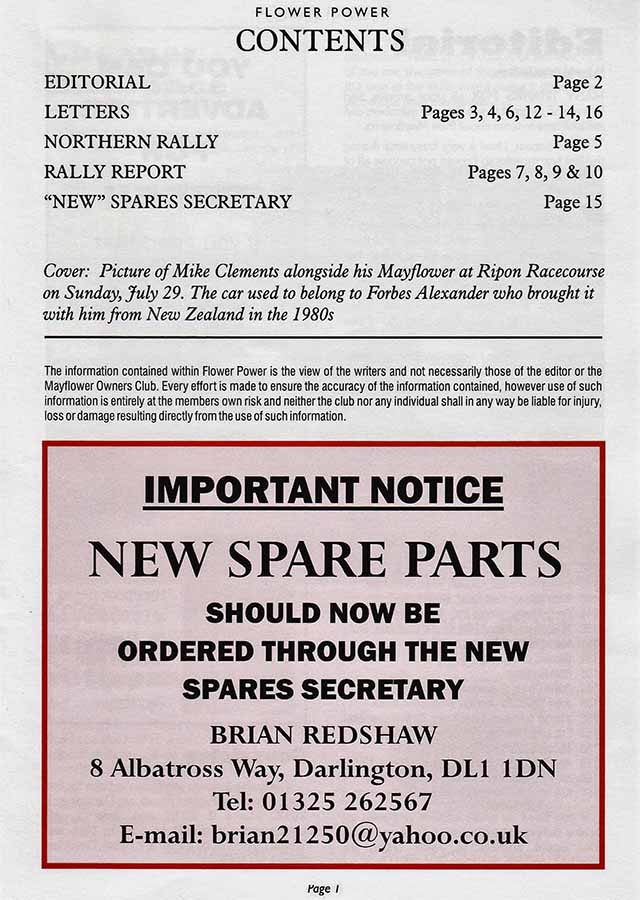 FLOWER POWER
CONTENTS
EDITORIAL Page 2
LETTERS Pages 3, 4, 6, 12 - 14, 16
NORTHERN RALLY Page 5
RALLY REPORT Pages 7, 8, 9 & 10
“NEW” SPARES SECRETARY Page 15
Cover: Picture of Mike Clements alongside his Mayflower at Ripon Racecourse
on Sunday, July 29. The car used to belong to Forbes Alexander who brought it
with him from New Zealand in the 1980s
The information contained within Flower Power is the view of the writers and not necessarily those of the editor or the
Mayflower Owners Club. Every effort is made to ensure the accuracy of the information contained, however use of such
information is entirely at the members own risk and neither the club nor any individual shall in any way be liable for injury,
loss or damage resulting directly from the use of such information.
IMPORTANT NOTICE
NEW SPARE PARTS
SHOULD NOW BE
ORDERED THROUGH THE NEW
SPARES SECRETARY
BRIAN REDSHAW
8 Albatross Way, Darlington, DL1 1DN
Tel: 01325 262567
E-mail: brian21250@yahoo.co.uk
Page 1